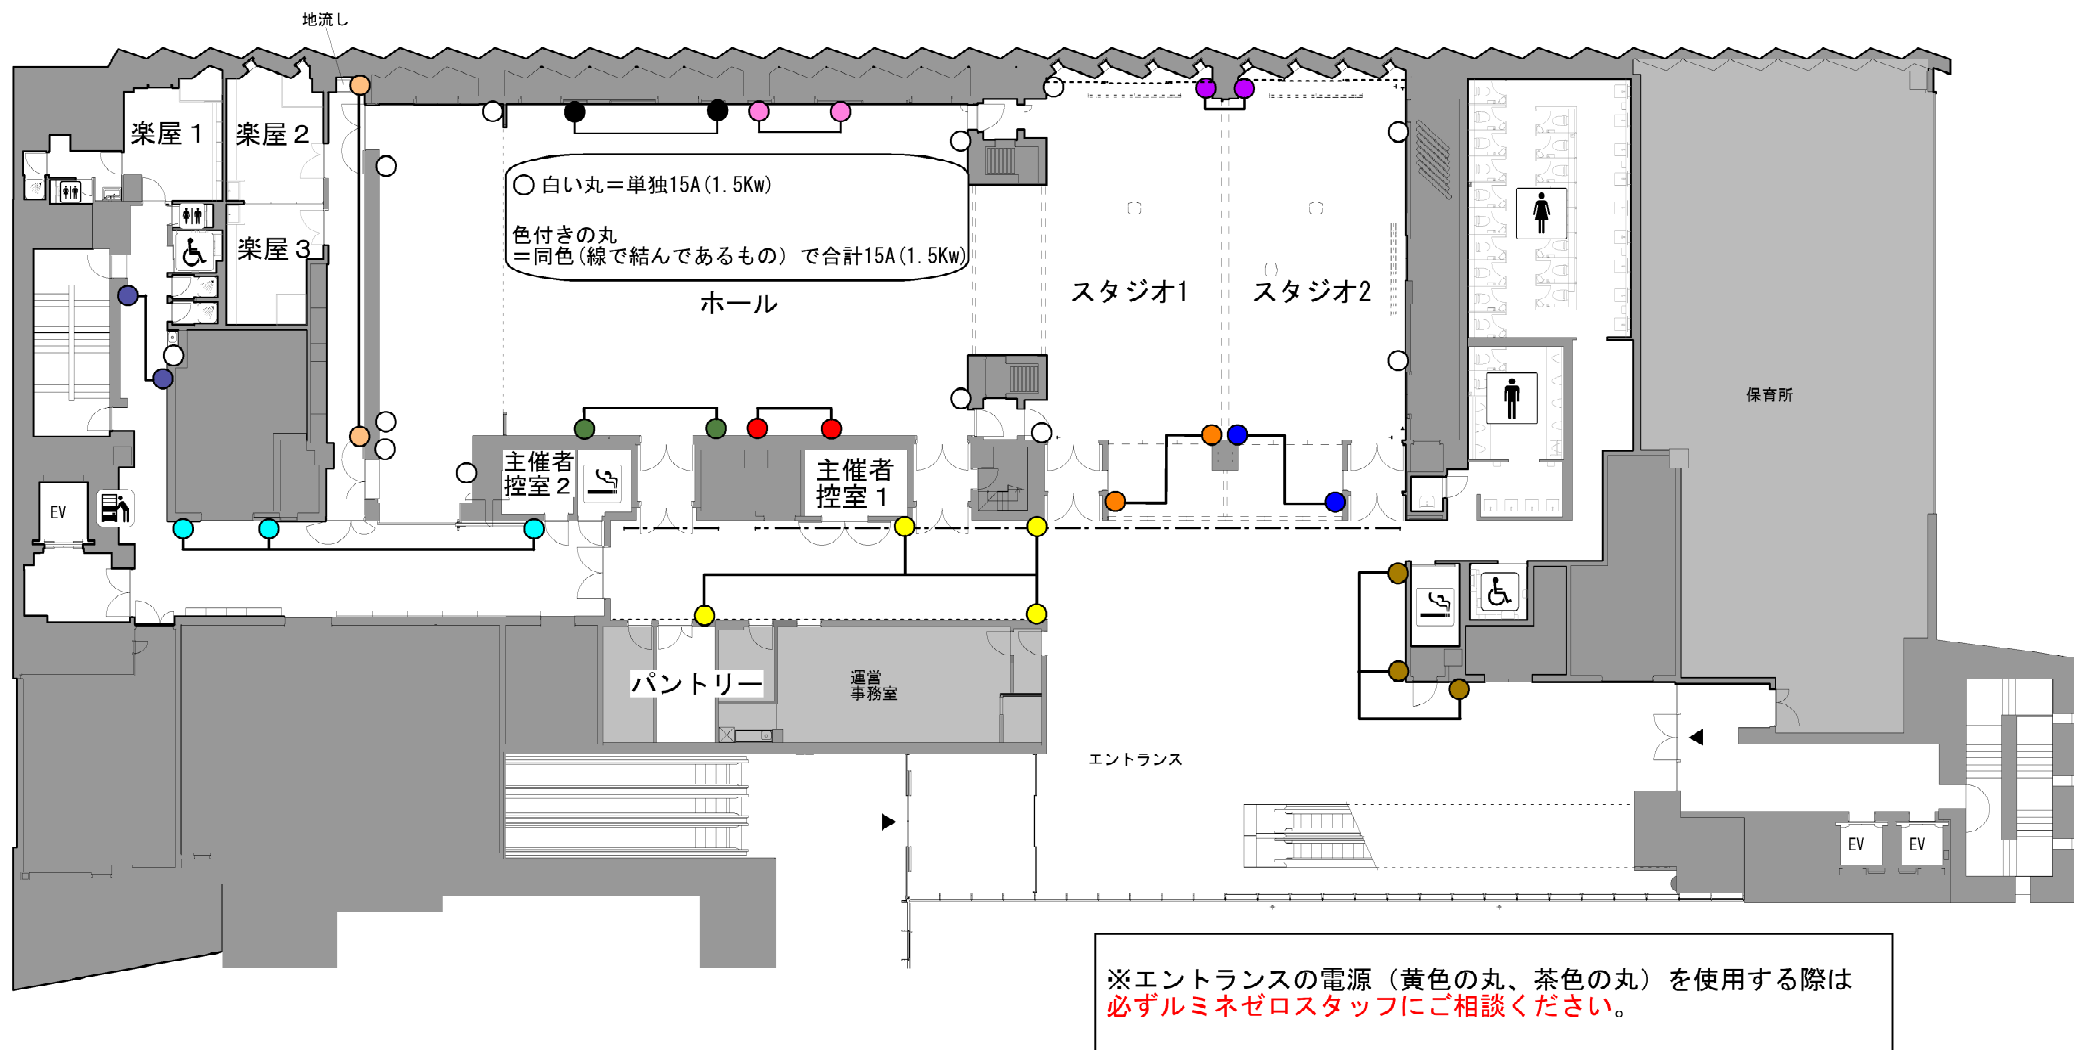 地流し
楽屋1
楽屋2
楽屋3
○ 白い丸＝単独15A(1.5Kw)
色付きの丸
＝同色(線で結んであるもの）で合計15A(1.5Kw)
ホール
スタジオ1
スタジオ2
保育所
主催者
控室2
主催者
控室1
EV
パントリー
運営
事務室
エントランス
EV
EV
※エントランスの電源（黄色の丸、茶色の丸）を使用する際は
必ずルミネゼロスタッフにご相談ください。